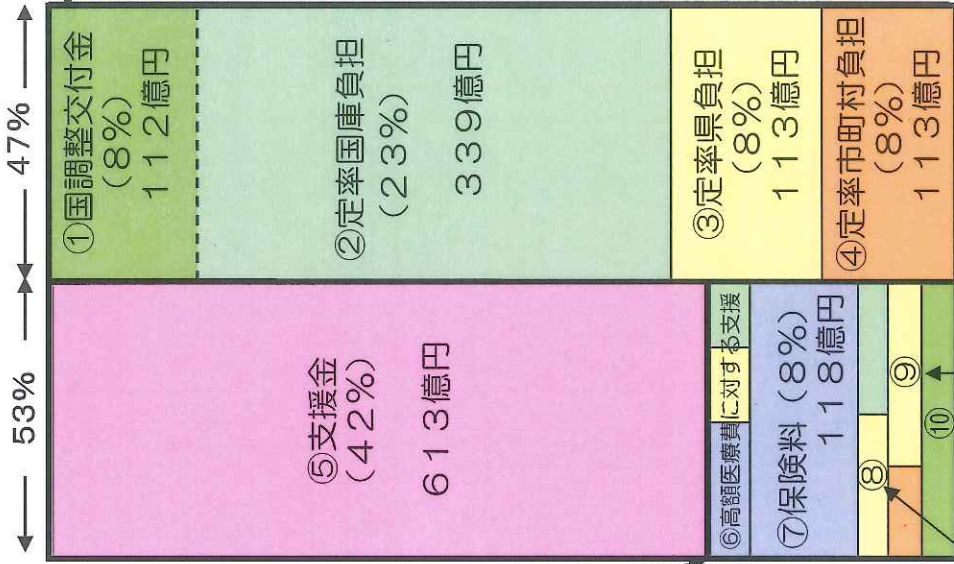 53%
47%
①国調整交付金
(8%)
112億円
②定率国庫負担
(23%)
339億円
③定率県負担
(8%)
113億円
④定率市町村負担
(8%)
113億円
⑤支援金
(42%)
613億円
⑥高額医療費に対する支援
⑦保険料(8%)
118億円
⑧
⑨
⑩